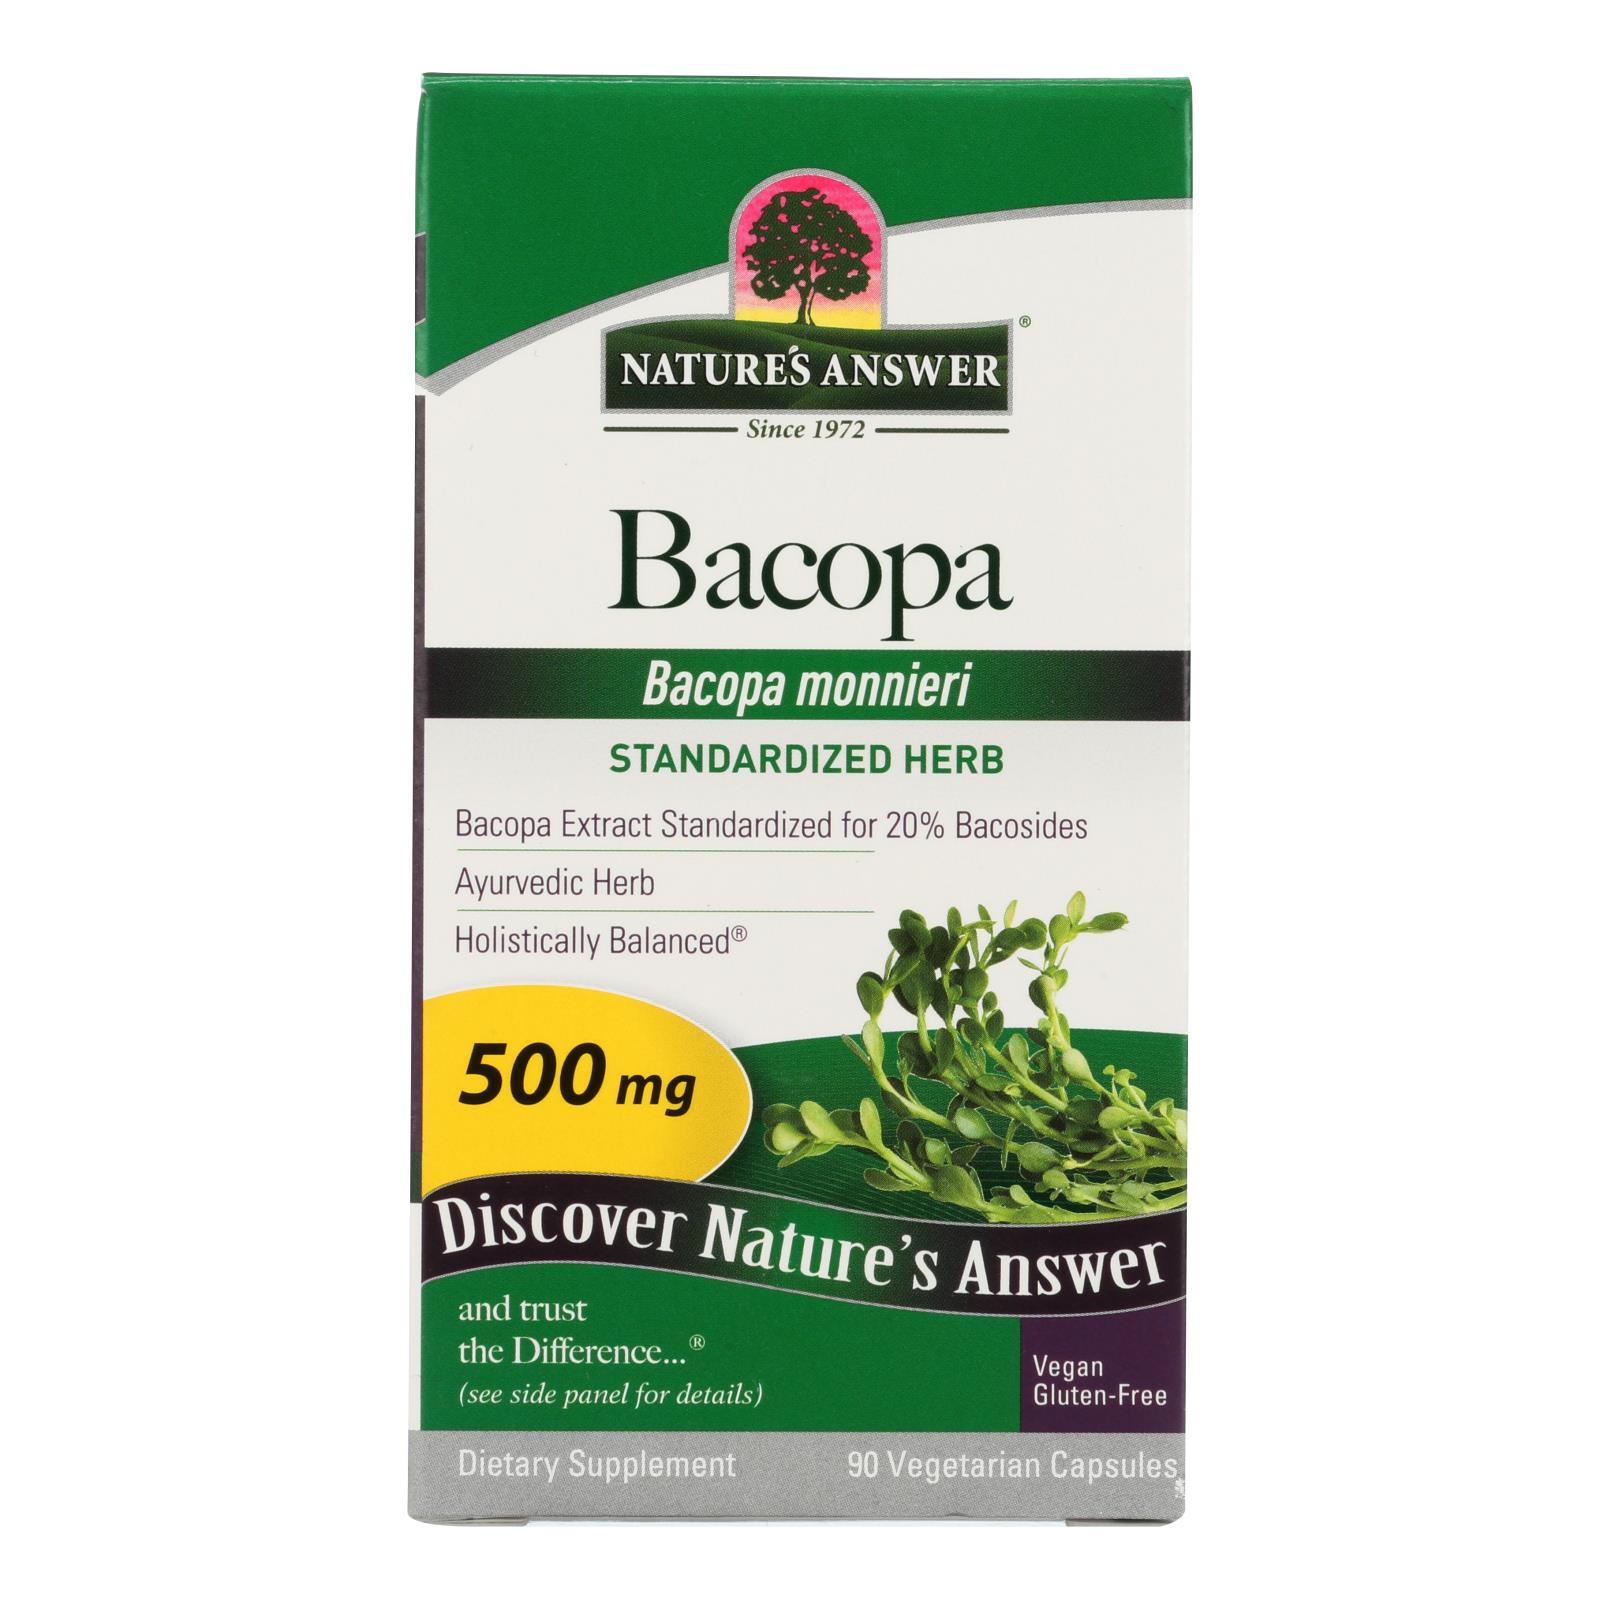 NATURE'S ANSWER
®
Since 1972
Bacopa
Bacopa monnieri
STANDARDIZED HERB
Bacopa Extract Standardized for 20% Bacosides
Ayurvedic Herb
Holistically Balanced®
500 mg
Discover Nature's Answer
and trust
the Difference...®
(see side panel for details)
Vegan
Gluten-Free
Dietary Supplement
90 Vegetarian Capsules